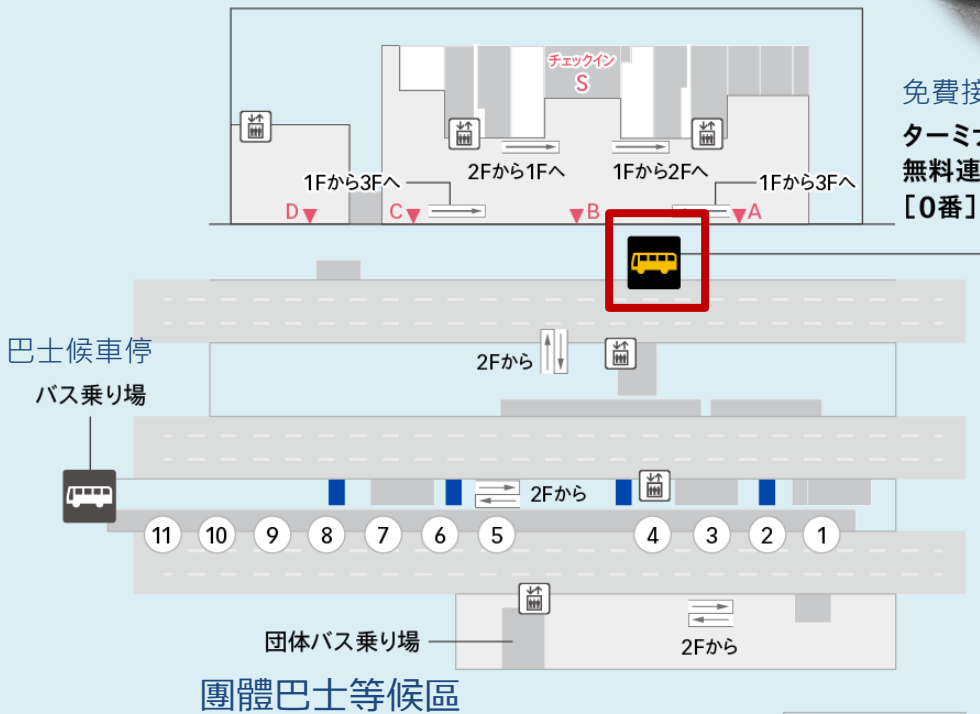 チェックイン
S
免費接
ターミナ
無料連
[0番]
2Fから1Fへ
1Fから2Fへ
1Fから3Fへ
1Fから3Fへ
D
C
B
A
巴士候車停
バス乗り場
2Fから
2Fから
11 10 9 8 7 6 5 4 3 2 1
団体バス乗り場
2Fから
團體巴士等候區